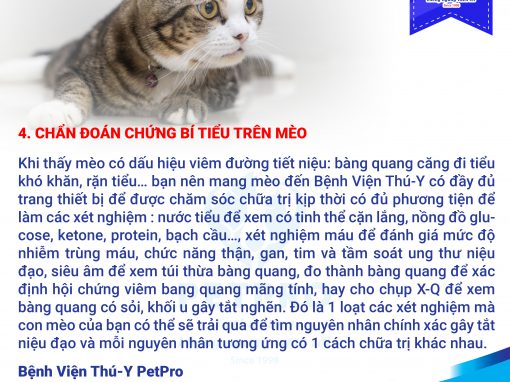 4. CHẨN ĐOÁN CHỨNG BÍ TIỂU TRÊN MÈO
Khi thấy mèo có dấu hiệu viêm đường tiết niệu: bàng quang căng đi tiểu
khó khăn, rặn tiểu... bạn nên mang mèo đến Bệnh Viện Thú-Y có đầy đủ
trang thiết bị để được chăm sóc chữa trị kịp thời có đủ phương tiện để
làm các xét nghiệm : nước tiểu để xem có tinh thể cặn lắng, nồng đồ glu-
cose, ketone, protein, bạch cầu..., xét nghiệm máu để đánh giá mức độ
nhiễm trùng máu, chức năng thận, gan, tim và tầm soát ung thư niệu
đạo, siêu âm để xem túi thừa bàng quang, đo thành bàng quang để xác
định hội chứng viêm bang quang mãng tính, hay cho chụp X-Q để xem
bàng quang có sỏi, khối u gây tắt nghẽn. Đó là 1 loạt các xét nghiệm mà
con mèo của bạn có thể sẽ trải qua để tìm nguyên nhân chính xác gây tắt
niệu đạo và mỗi nguyên nhân tương ứng có 1 cách chữa trị khác nhau.
Since 1994
Bệnh Viện Thú-Y PetPro